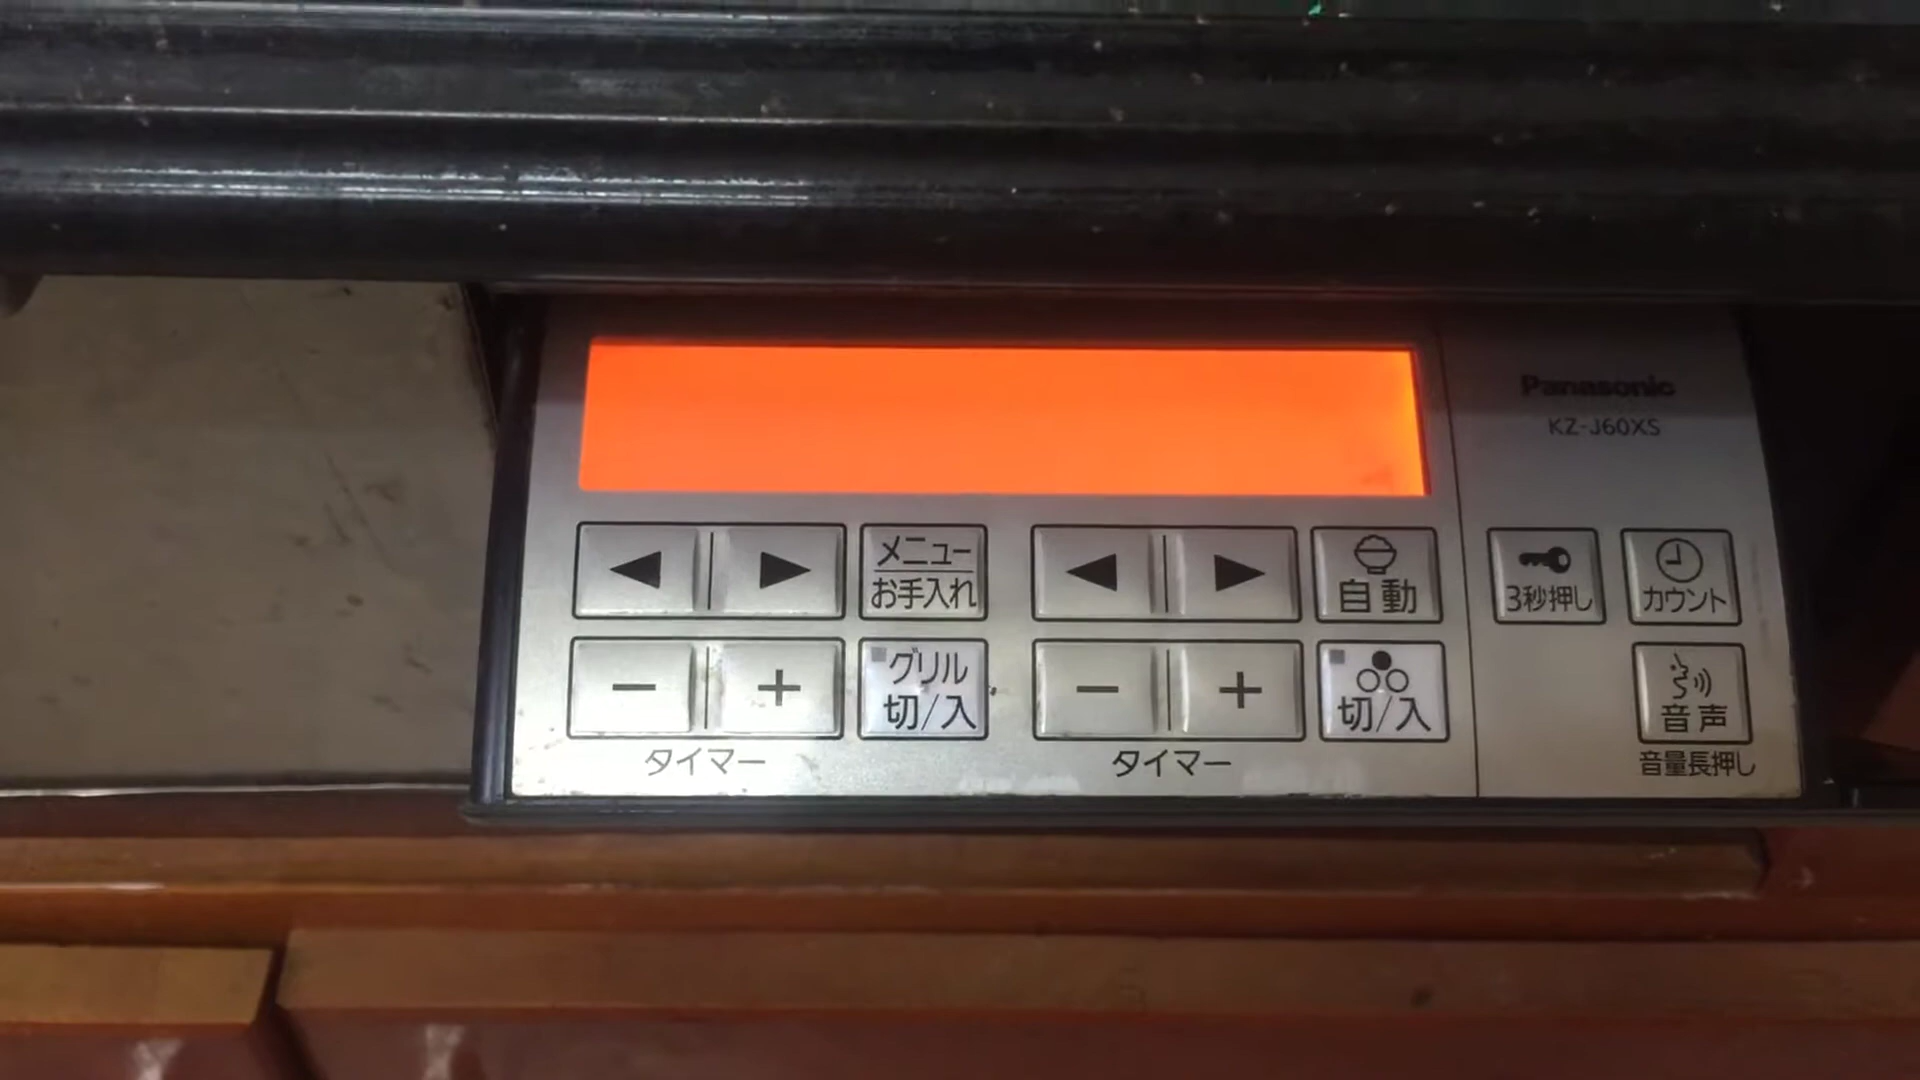 Panasonic
KZ-J60XS
メニュー
お手入れ
自動
3秒押し
カウント
− +
グリル
切/入
− +
切/入
音声
タイマー
タイマー
音量長押し